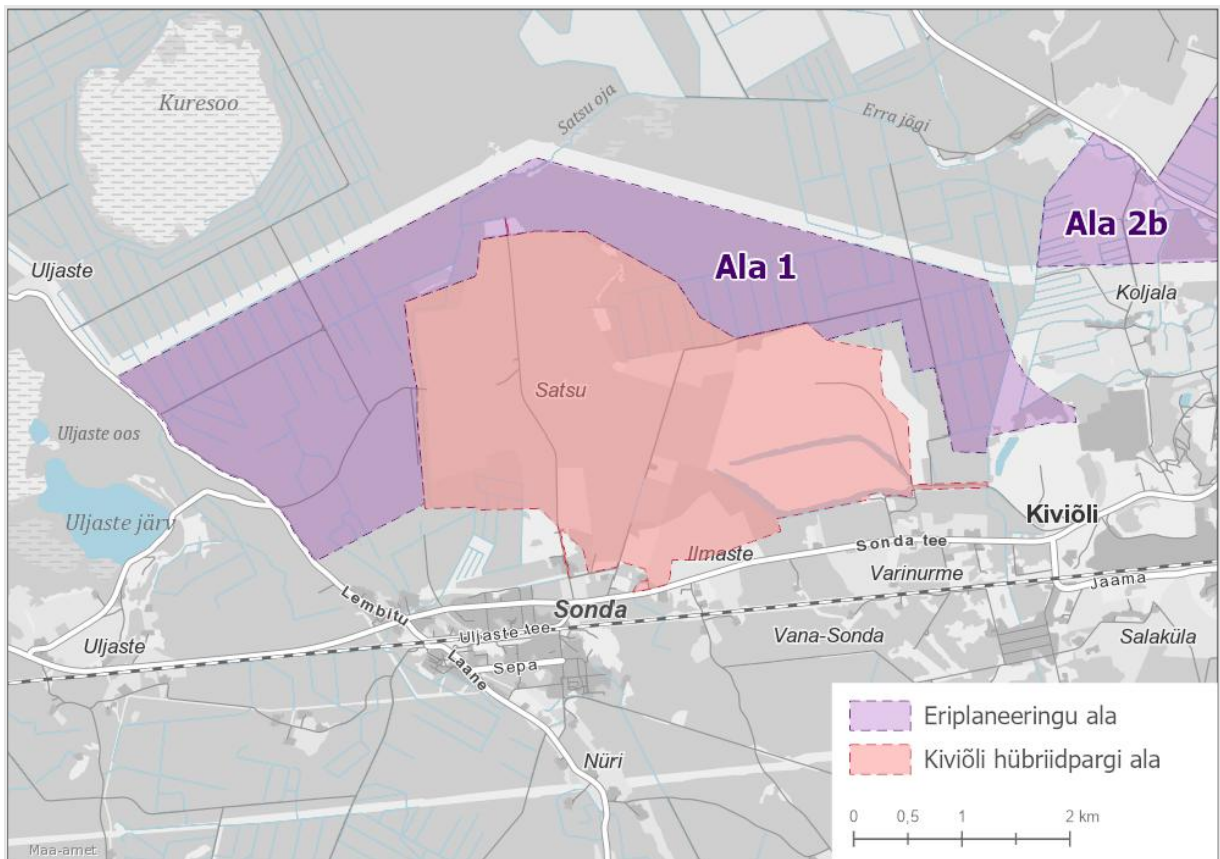 Kuresoo
Satsu oja
Erra jõgi
Ala 2b
Uljaste
Ala 1
Koljala
Satsu
Uljaste oos
Uljaste järv
Kiviõli
Ilmaste
Sonda tee
Varinurme
Lembitu
Jaama
Sonda
Uljaste tee
Uljaste
Vana-Sonda
Salaküla
Laane
Sepa
Nüri
Eriplaneeringu ala
Kiviõli hübriidpargi ala
0 0,5 1 2 km
Maa-amet